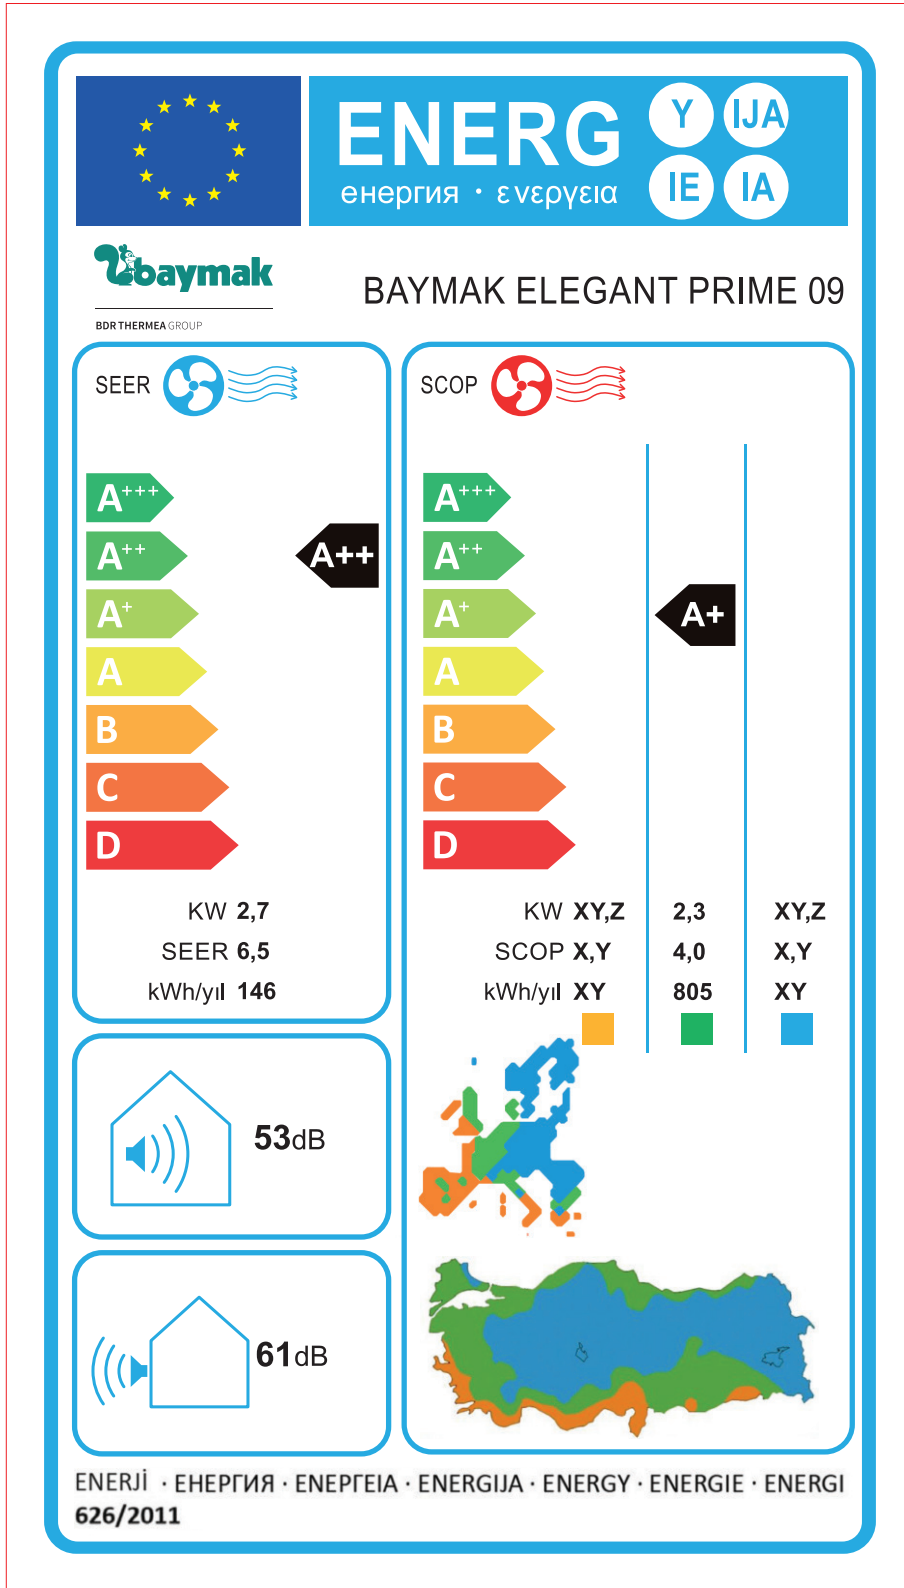 ENERG Y IJA
енергия · ενεργεια IE IA
baymak
BDR THERMEA GROUP
BAYMAK ELEGANT PRIME 09
SEER
A+++
A++
A+
A
B
C
D
A++
KW 2,7
SEER 6,5
kWh/yıl 146
SCOP
A+++
A++
A+
A
B
C
D
A+
KW XY,Z 2,3 XY,Z
SCOP X,Y 4,0 X,Y
kWh/yıl XY 805 XY
53dB
61dB
ENERJİ · ЕНЕРГИЯ · ΕΝΕΡΓΕΙΑ · ENERGIJA · ENERGY · ENERGIE · ENERGI
626/2011